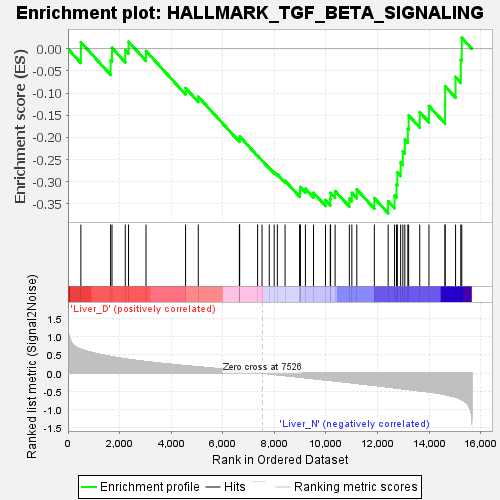 Enrichment plot: HALLMARK_TGF_BETA_SIGNALING
Enrichment score (ES)
0.00
-0.05
-0.10
-0.15
-0.20
-0.25
-0.30
-0.35
'Liver_D' (positively correlated)
Ranked list metric (Signal2Noise)
1.5
1.0
0.5
0.0
-0.5
-1.0
-1.5
Zero cross at 7526
'Liver_N' (negatively correlated)
0
2,000
4,000
6,000
8,000
10,000
12,000
14,000
16,000
Rank in Ordered Dataset
Enrichment profile
Hits
Ranking metric scores